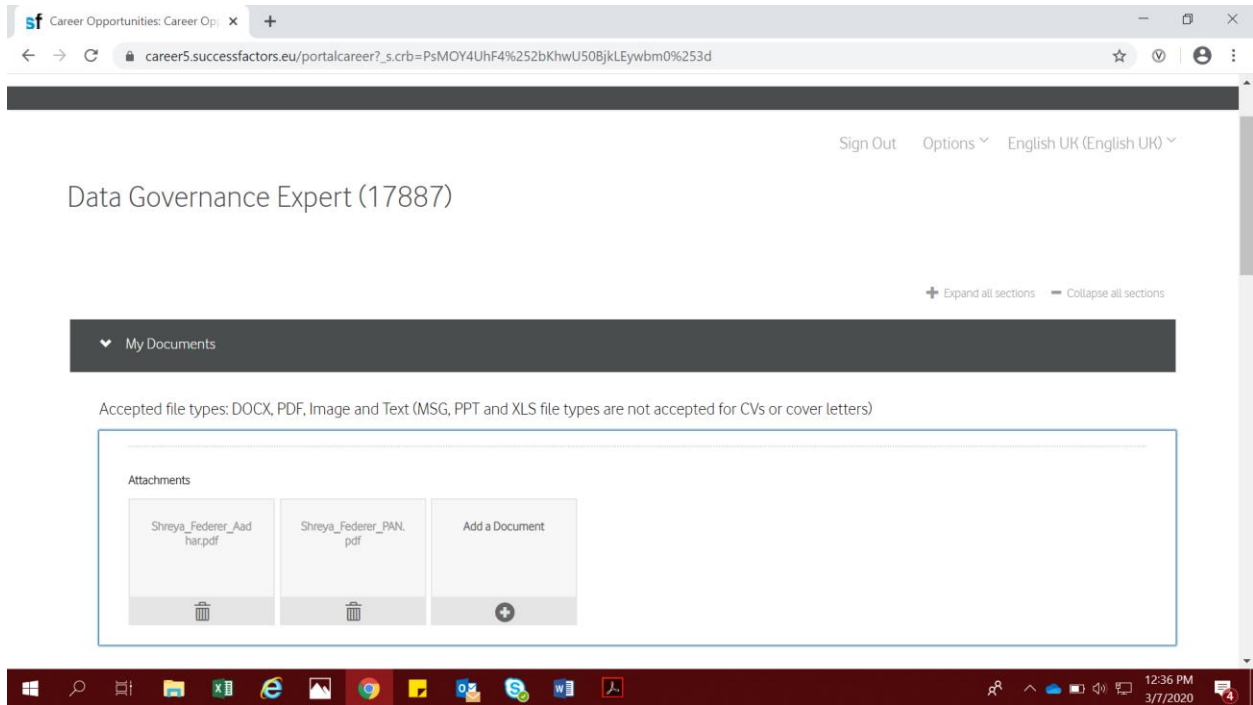 sf Career Opportunities: Career Op
career5.successfactors.eu/portalcareer?_s.crb=PsMOY4UhF4%252bKhwU50BjkLEywbm0%253d
Sign Out Options English UK (English UK)
Data Governance Expert (17887)
Expand all sections Collapse all sections
My Documents
Accepted file types: DOCX, PDF, Image and Text (MSG, PPT and XLS file types are not accepted for CVs or cover letters)
Attachments
Shreya_Federer_Aad
har.pdf
Shreya_Federer_PAN.
pdf
Add a Document
12:36 PM
3/7/2020
4